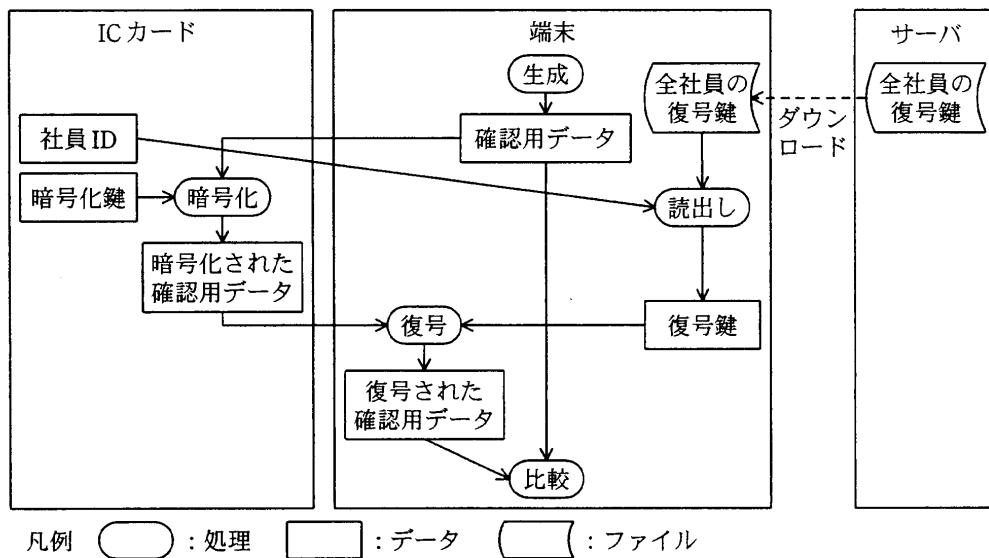 ICカード
端末
サーバ
生成
全社員の
復号鍵
全社員の
復号鍵
ダウン
ロード
社員ID
確認用データ
暗号化鍵
暗号化
読出し
暗号化された
確認用データ
復号
復号鍵
復号された
確認用データ
比較
凡例 :処理 :データ :ファイル